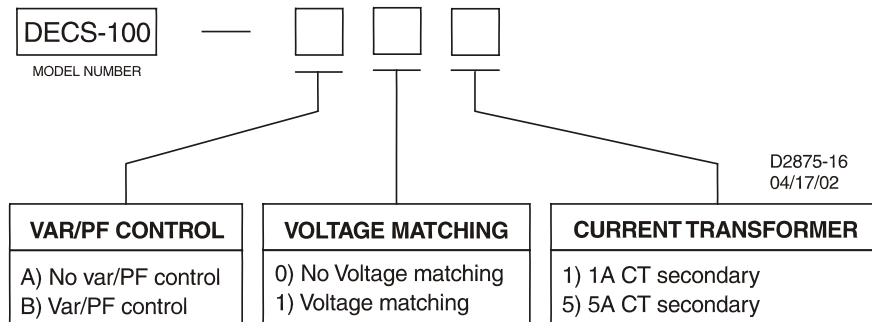 DECS-100
MODEL NUMBER
D2875-16
04/17/02
VAR/PF CONTROL
A) No var/PF control
B) Var/PF control
VOLTAGE MATCHING
0) No Voltage matching
1) Voltage matching
CURRENT TRANSFORMER
1) 1A CT secondary
5) 5A CT secondary